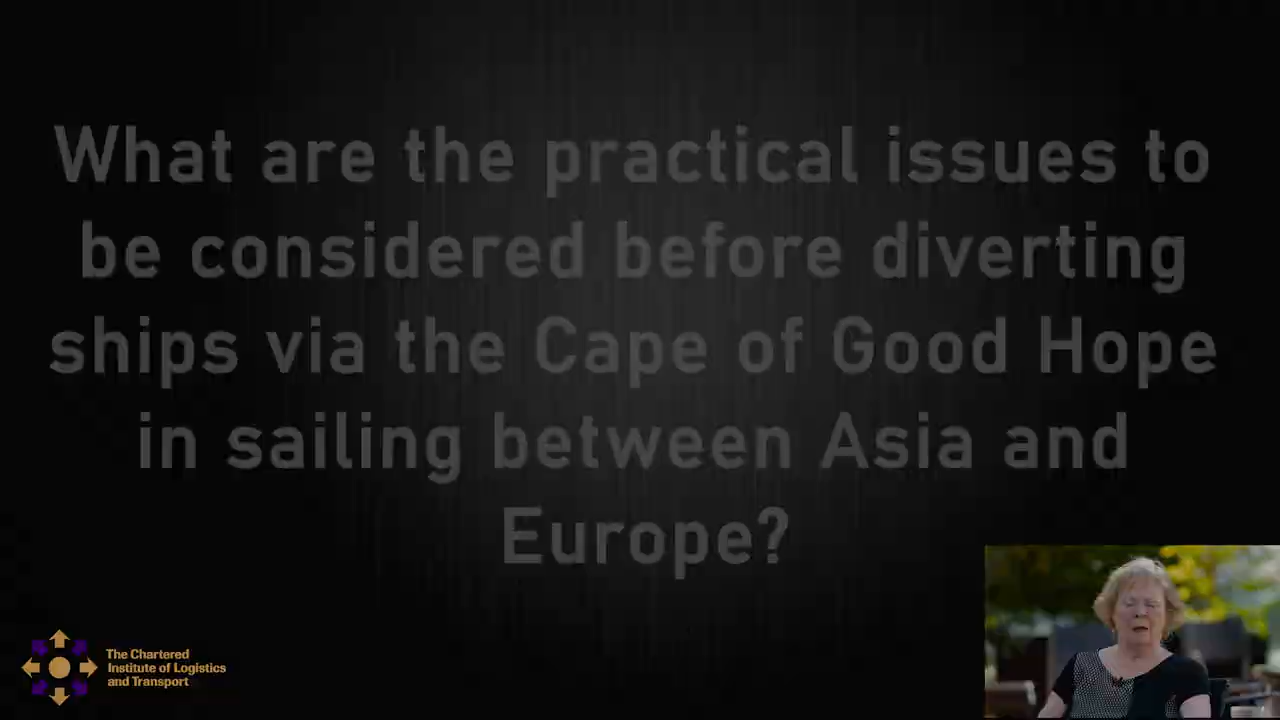 What are the practical issues to
be considered before diverting
ships via the Cape of Good Hope
in sailing between Asia and
Europe?
The Chartered
Institute of Logistics
and Transport